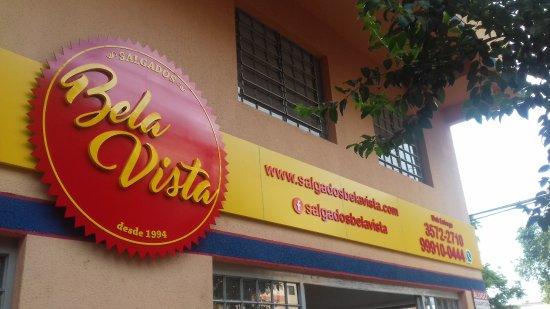 SALGADOS
Bela
Vista
desde 1994
www.salgadosbelavista.com
salgadosbelavista
3572-2710
99910-0444